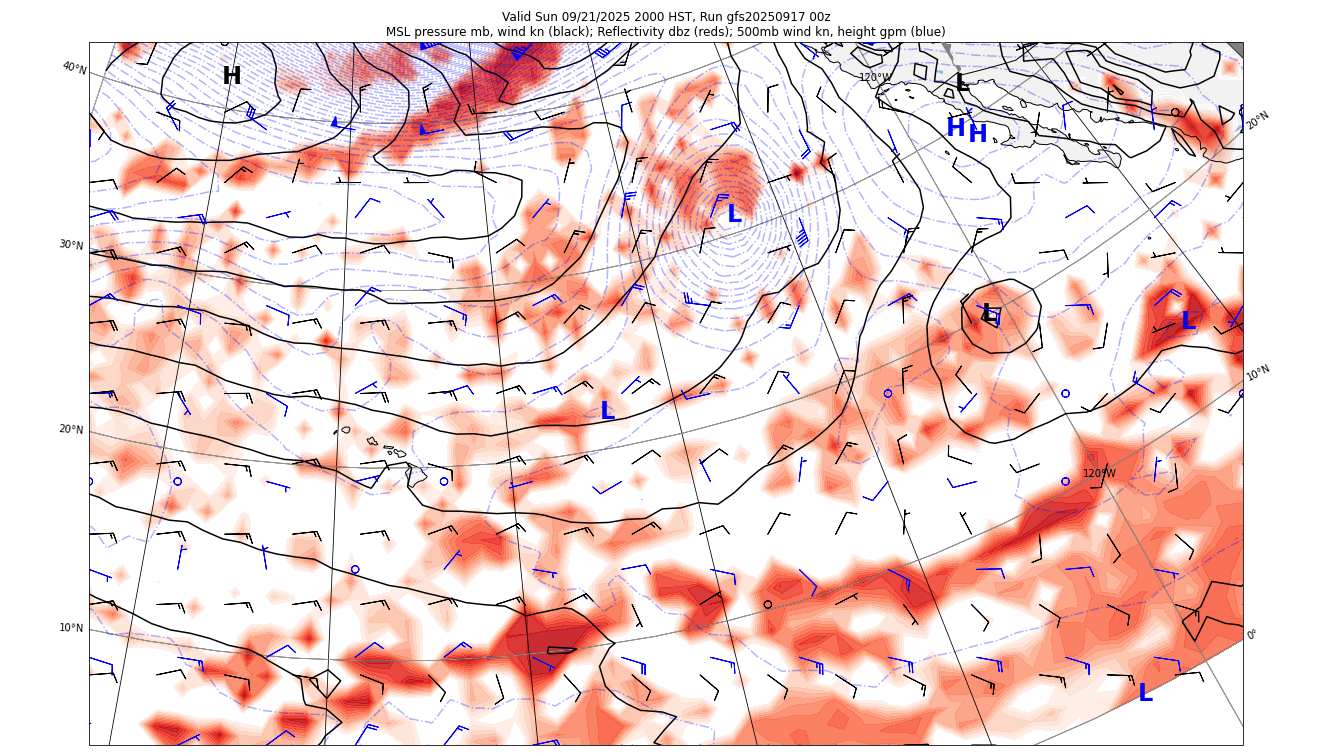 Valid Sun 09/21/2025 2000 HST, Run gfs20250917 00z
MSL pressure mb, wind kn (black); Reflectivity dbz (reds); 500mb wind kn, height gpm (blue)
40°N
H
120°W
L
20°N
H
H
L
30°N
L
L
10°N
L
20°N
120°W
10°N
0°
L